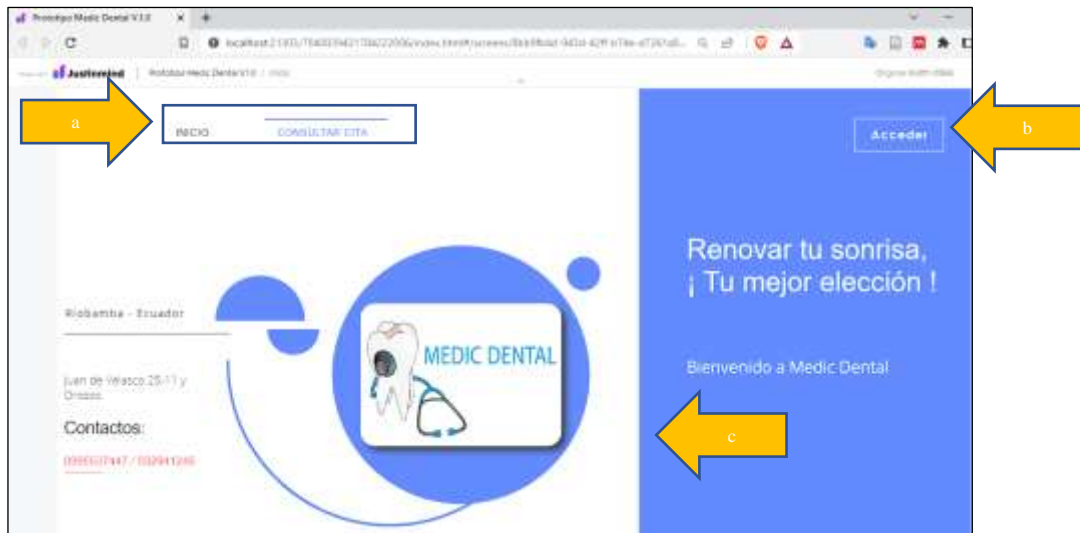 Prototipo Medic Dental V.1.0
Justinmind
Prototipo Medic Dental V.1.0 / Inicio
a
INICIO
CONSULTAR CITA
Acceder
b
Renovar tu sonrisa,
¡ Tu mejor elección !
Riobamba - Ecuador
MEDIC DENTAL
Bienvenido a Medic Dental
Juan de Velasco 25-11 y
Orozco
Contactos:
c